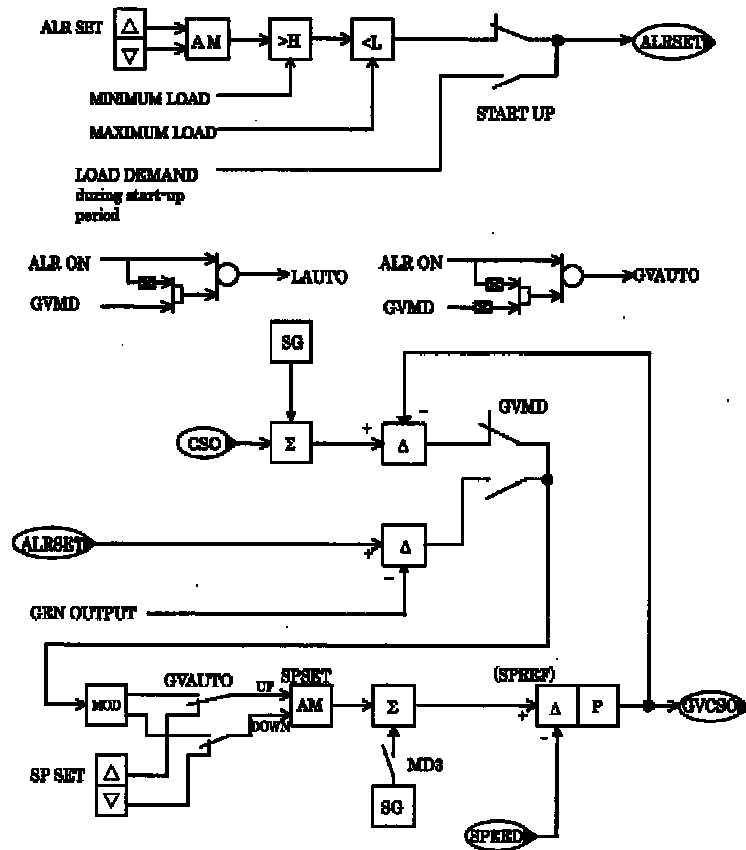 ALR SET
△
▽
AM
>H
<L
ALRSET
MINIMUM LOAD
MAXIMUM LOAD
START UP
LOAD DEMAND
during start-up
period
ALR ON
LAUTO
GVMD
ALR ON
GVAUTO
GVMD
SG
CSO
Σ
+
−
Δ
GVMD
ALRSET
+
−
Δ
GEN OUTPUT
MOD
GVAUTO
UP
DOWN
SPSET
AM
Σ
(SPREF)
+
−
Δ
P
GVCSO
SP SET
△
▽
MD3
SG
SPEED